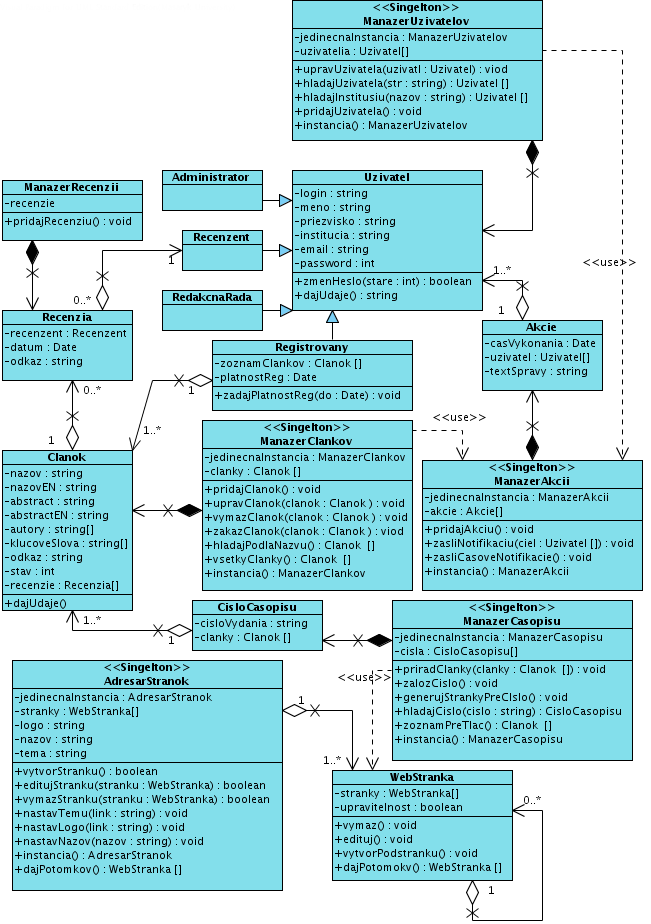 <<Singelton>>
ManazerUzivatelov
-jedinecnaInstancia : ManazerUzivatelov
-uzivatelia : Uzivatel[]
+upravUzivatela(uzivatl : Uzivatel) : viod
+hladajUzivatela(str : string) : Uzivatel []
+hladajInstitusiu(nazov : string) : Uzivatel []
+pridajUzivatela() : void
+instancia() : ManazerUzivatelov
Administrator
Uzivatel
-login : string
-meno : string
-priezvisko : string
-institucia : string
-email : string
-password : int
+zmenHeslo(stare : int) : boolean
+dajUdaje() : string
ManazerRecenzii
-recenzie
+pridajRecenziu() : void
Recenzent
1
0..*
<<use>>
1..*
1
RedakcnaRada
Recenzia
-recenzent : Recenzent
-datum : Date
-odkaz : string
Akcie
-casVykonania : Date
-uzivatel : Uzivatel[]
-textSpravy : string
Registrovany
-zoznamClankov : Clanok []
-platnostReg : Date
+zadajPlatnostReg(do : Date) : void
0..*
1
1
1..*
<<use>>
<<Singelton>>
ManazerClankov
-jedinecnaInstancia : ManazerClankov
-clanky : Clanok []
+pridajClanok() : void
+upravClanok(clanok : Clanok ) : void
+vymazClanok(clanok : Clanok ) : void
+zakazClanok(clanok : Clanok ) : viod
+hladajPodlaNazvu() : Clanok  []
+vsetkyClanky() : Clanok  []
+instancia() : ManazerClankov
Clanok
-nazov : string
-nazovEN : string
-abstract : string
-abstractEN : string
-autory : string[]
-klucoveSlova : string[]
-odkaz : string
-stav : int
-recenzie : Recenzia[]
+dajUdaje()
<<Singelton>>
ManazerAkcii
-jedinecnaInstancia : ManazerAkcii
-akcie : Akcie[]
+pridajAkciu() : void
+zasliNotifikaciu(ciel : Uzivatel []) : void
+zasliCasoveNotifikacie() : void
+instancia() : ManazerAkcii
1..*
1
CisloCasopisu
-cisloVydania : string
-clanky : Clanok []
<<Singelton>>
ManazerCasopisu
-jedinecnaInstancia : ManazerCasopisu
-cisla : CisloCasopisu[]
+priradClanky(clanky : Clanok  []) : void
+zalozCislo() : void
+generujStrankyPreCIslo() : void
+hladajCislo(cislo : string) : CisloCasopisu
+zoznamPreTlac() : Clanok  []
+instancia() : ManazerCasopisu
<<use>>
<<Singelton>>
AdresarStranok
-jedinecnaInstancia : AdresarStranok
-stranky : WebStranka[]
-logo : string
-nazov : string
-tema : string
+vytvorStranku() : boolean
+editujStranku(stranku : WebStranka) : boolean
+vymazStranku(stranku : WebStranka) : boolean
+nastavTemu(link : string) : void
+nastavLogo(link : string) : void
+nastavNazov(nazov : string) : void
+instancia() : AdresarStranok
+dajPotomkov() : WebStranka []
1
1..*
WebStranka
-stranky : WebStranka[]
-upravitelnost : boolean
+vymaz() : void
+edituj() : void
+vytvorPodstranku() : void
+dajPotomokv() : WebStranka []
0..*
1